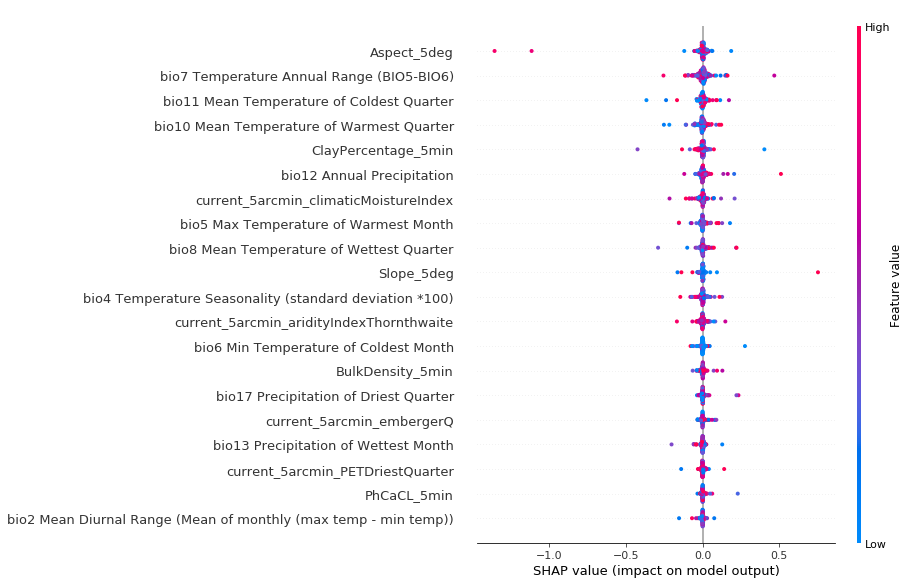 High
Aspect_5deg
bio7 Temperature Annual Range (BIO5-BIO6)
bio11 Mean Temperature of Coldest Quarter
bio10 Mean Temperature of Warmest Quarter
ClayPercentage_5min
bio12 Annual Precipitation
current_5arcmin_climaticMoistureIndex
bio5 Max Temperature of Warmest Month
bio8 Mean Temperature of Wettest Quarter
Slope_5deg
bio4 Temperature Seasonality (standard deviation *100)
current_5arcmin_aridityIndexThornthwaite
bio6 Min Temperature of Coldest Month
BulkDensity_5min
bio17 Precipitation of Driest Quarter
current_5arcmin_embergerQ
bio13 Precipitation of Wettest Month
current_5arcmin_PETDriestQuarter
PhCaCL_5min
bio2 Mean Diurnal Range (Mean of monthly (max temp - min temp))
Feature value
Low
−1.0 −0.5 0.0 0.5
SHAP value (impact on model output)